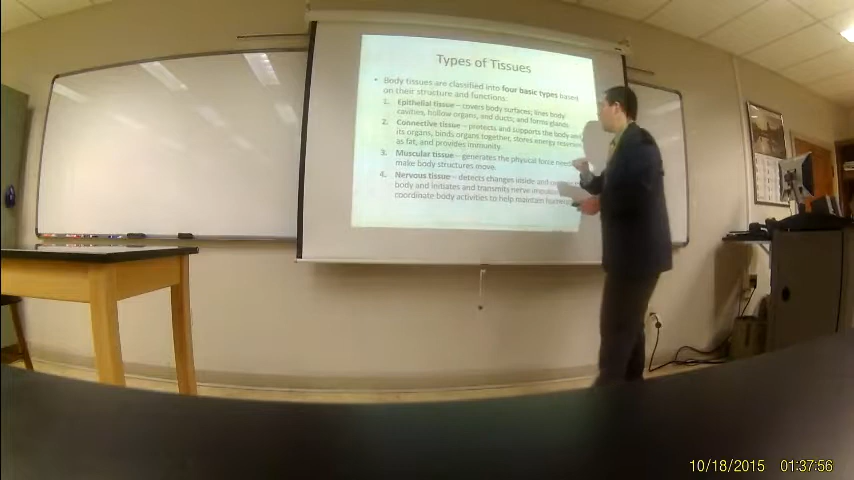 Types of Tissues
• Body tissues are classified into four basic types based
on their structure and functions.
1. Epithelial tissue – covers body surfaces; lines body
cavities, hollow organs, and ducts; and forms glands.
2. Connective tissue – protects and supports the body and
its organs, binds organs together, stores energy reserves
as fat, and provides immunity.
3. Muscular tissue – generates the physical force
make body structures move.
4. Nervous tissue – detects changes inside and
body and initiates and transmits nerve
coordinate body activities to help maintain
10/18/2015 01:37:56